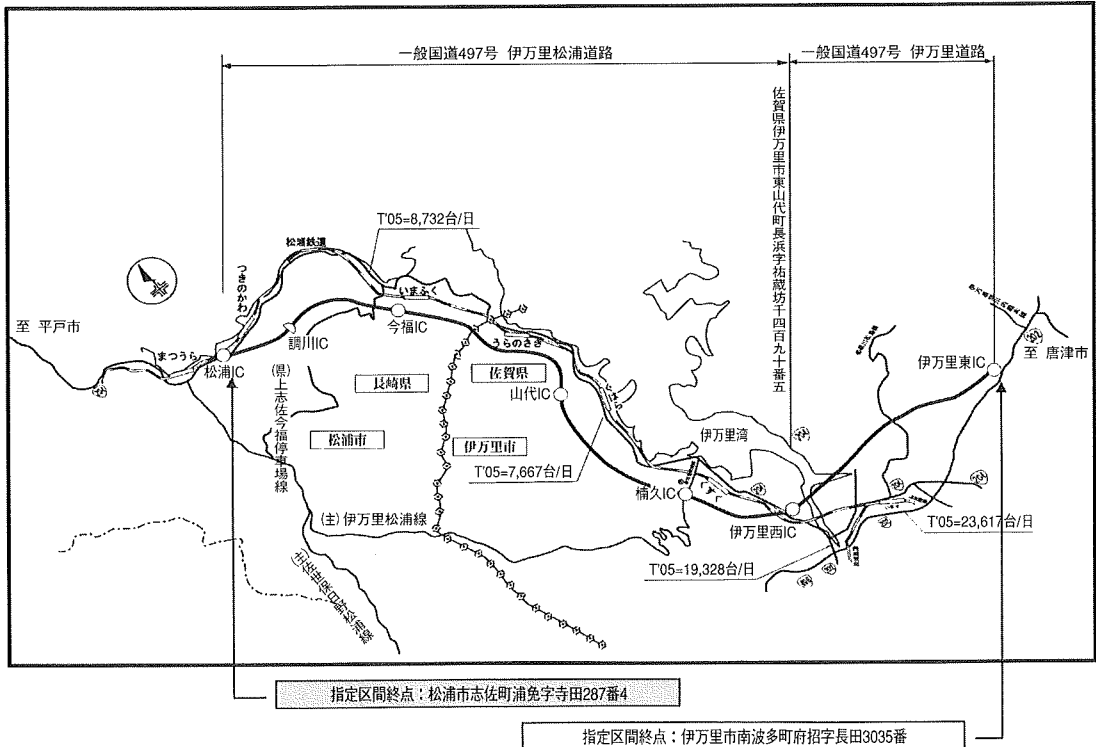 一般国道497号 伊万里松浦道路
一般国道497号 伊万里道路
佐賀県伊万里市東山代町長浜字祐蔵坊千四百九十番五
T'05=8,732台/日
松浦鉄道
つきのかわ
いまふく
至 平戸市
今福IC
調川IC
うらのさき
伊万里東IC
至 唐津市
まつうら
松浦IC
(県)上志佐今福停車場線
長崎県
佐賀県
山代IC
松浦市
伊万里市
伊万里湾
T'05=7,667台/日
楠久IC
伊万里西IC
(主)伊万里松浦線
T'05=23,617台/日
T'05=19,328台/日
(主)佐世保日野松浦線
指定区間終点:松浦市志佐町浦免字寺田287番4
指定区間終点:伊万里市南波多町府招字長田3035番